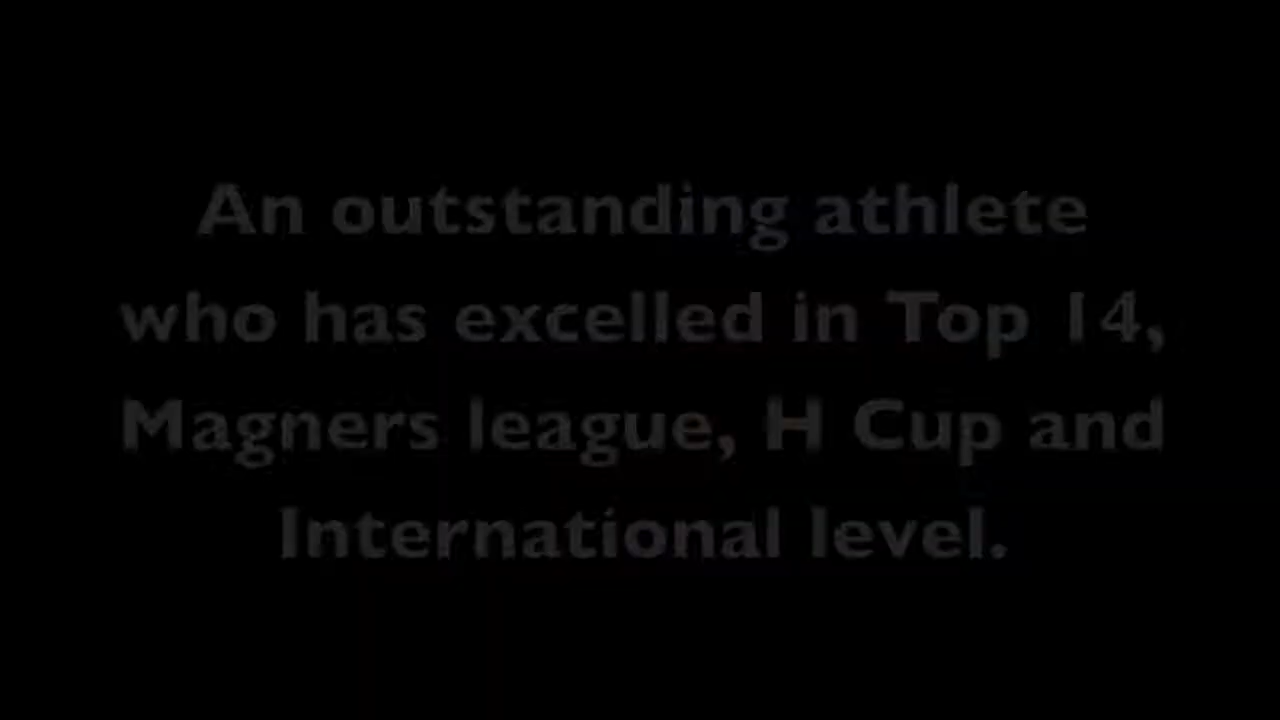 An outstanding athlete
who has excelled in Top 14,
Magners league, H Cup and
International level.